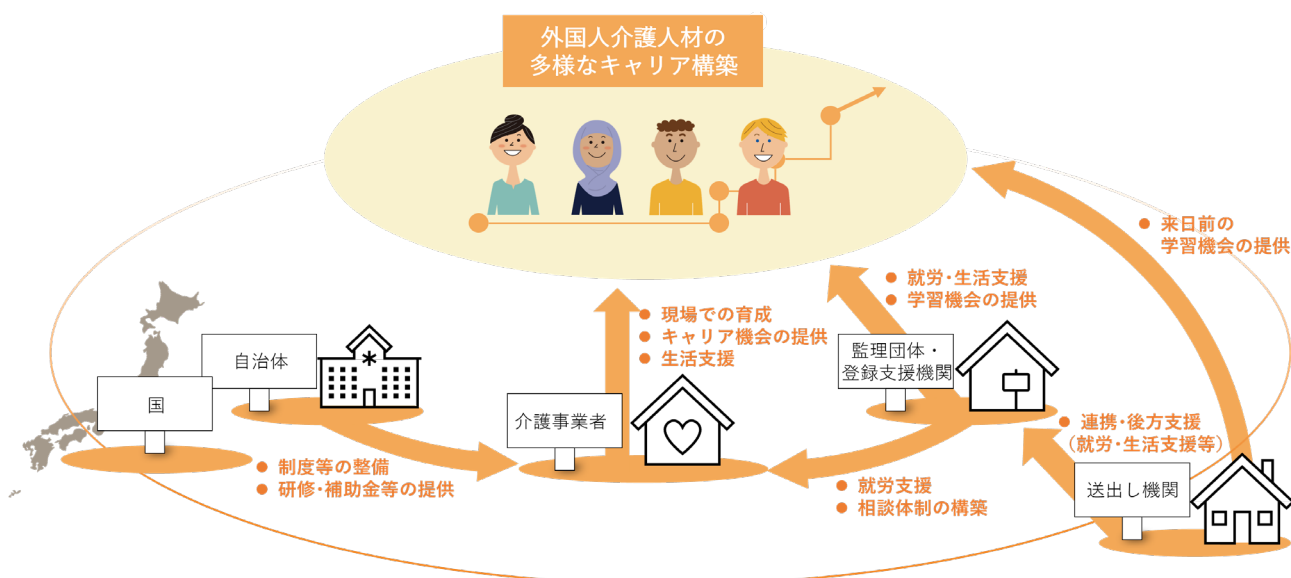 外国人介護人材の
多様なキャリア構築
● 来日前の
学習機会の提供
● 就労・生活支援
● 学習機会の提供
● 現場での育成
● キャリア機会の提供
● 生活支援
自治体
国
介護事業者
監理団体・
登録支援機関
● 連携・後方支援
（就労・生活支援等）
● 制度等の整備
● 研修・補助金等の提供
● 就労支援
● 相談体制の構築
送出し機関